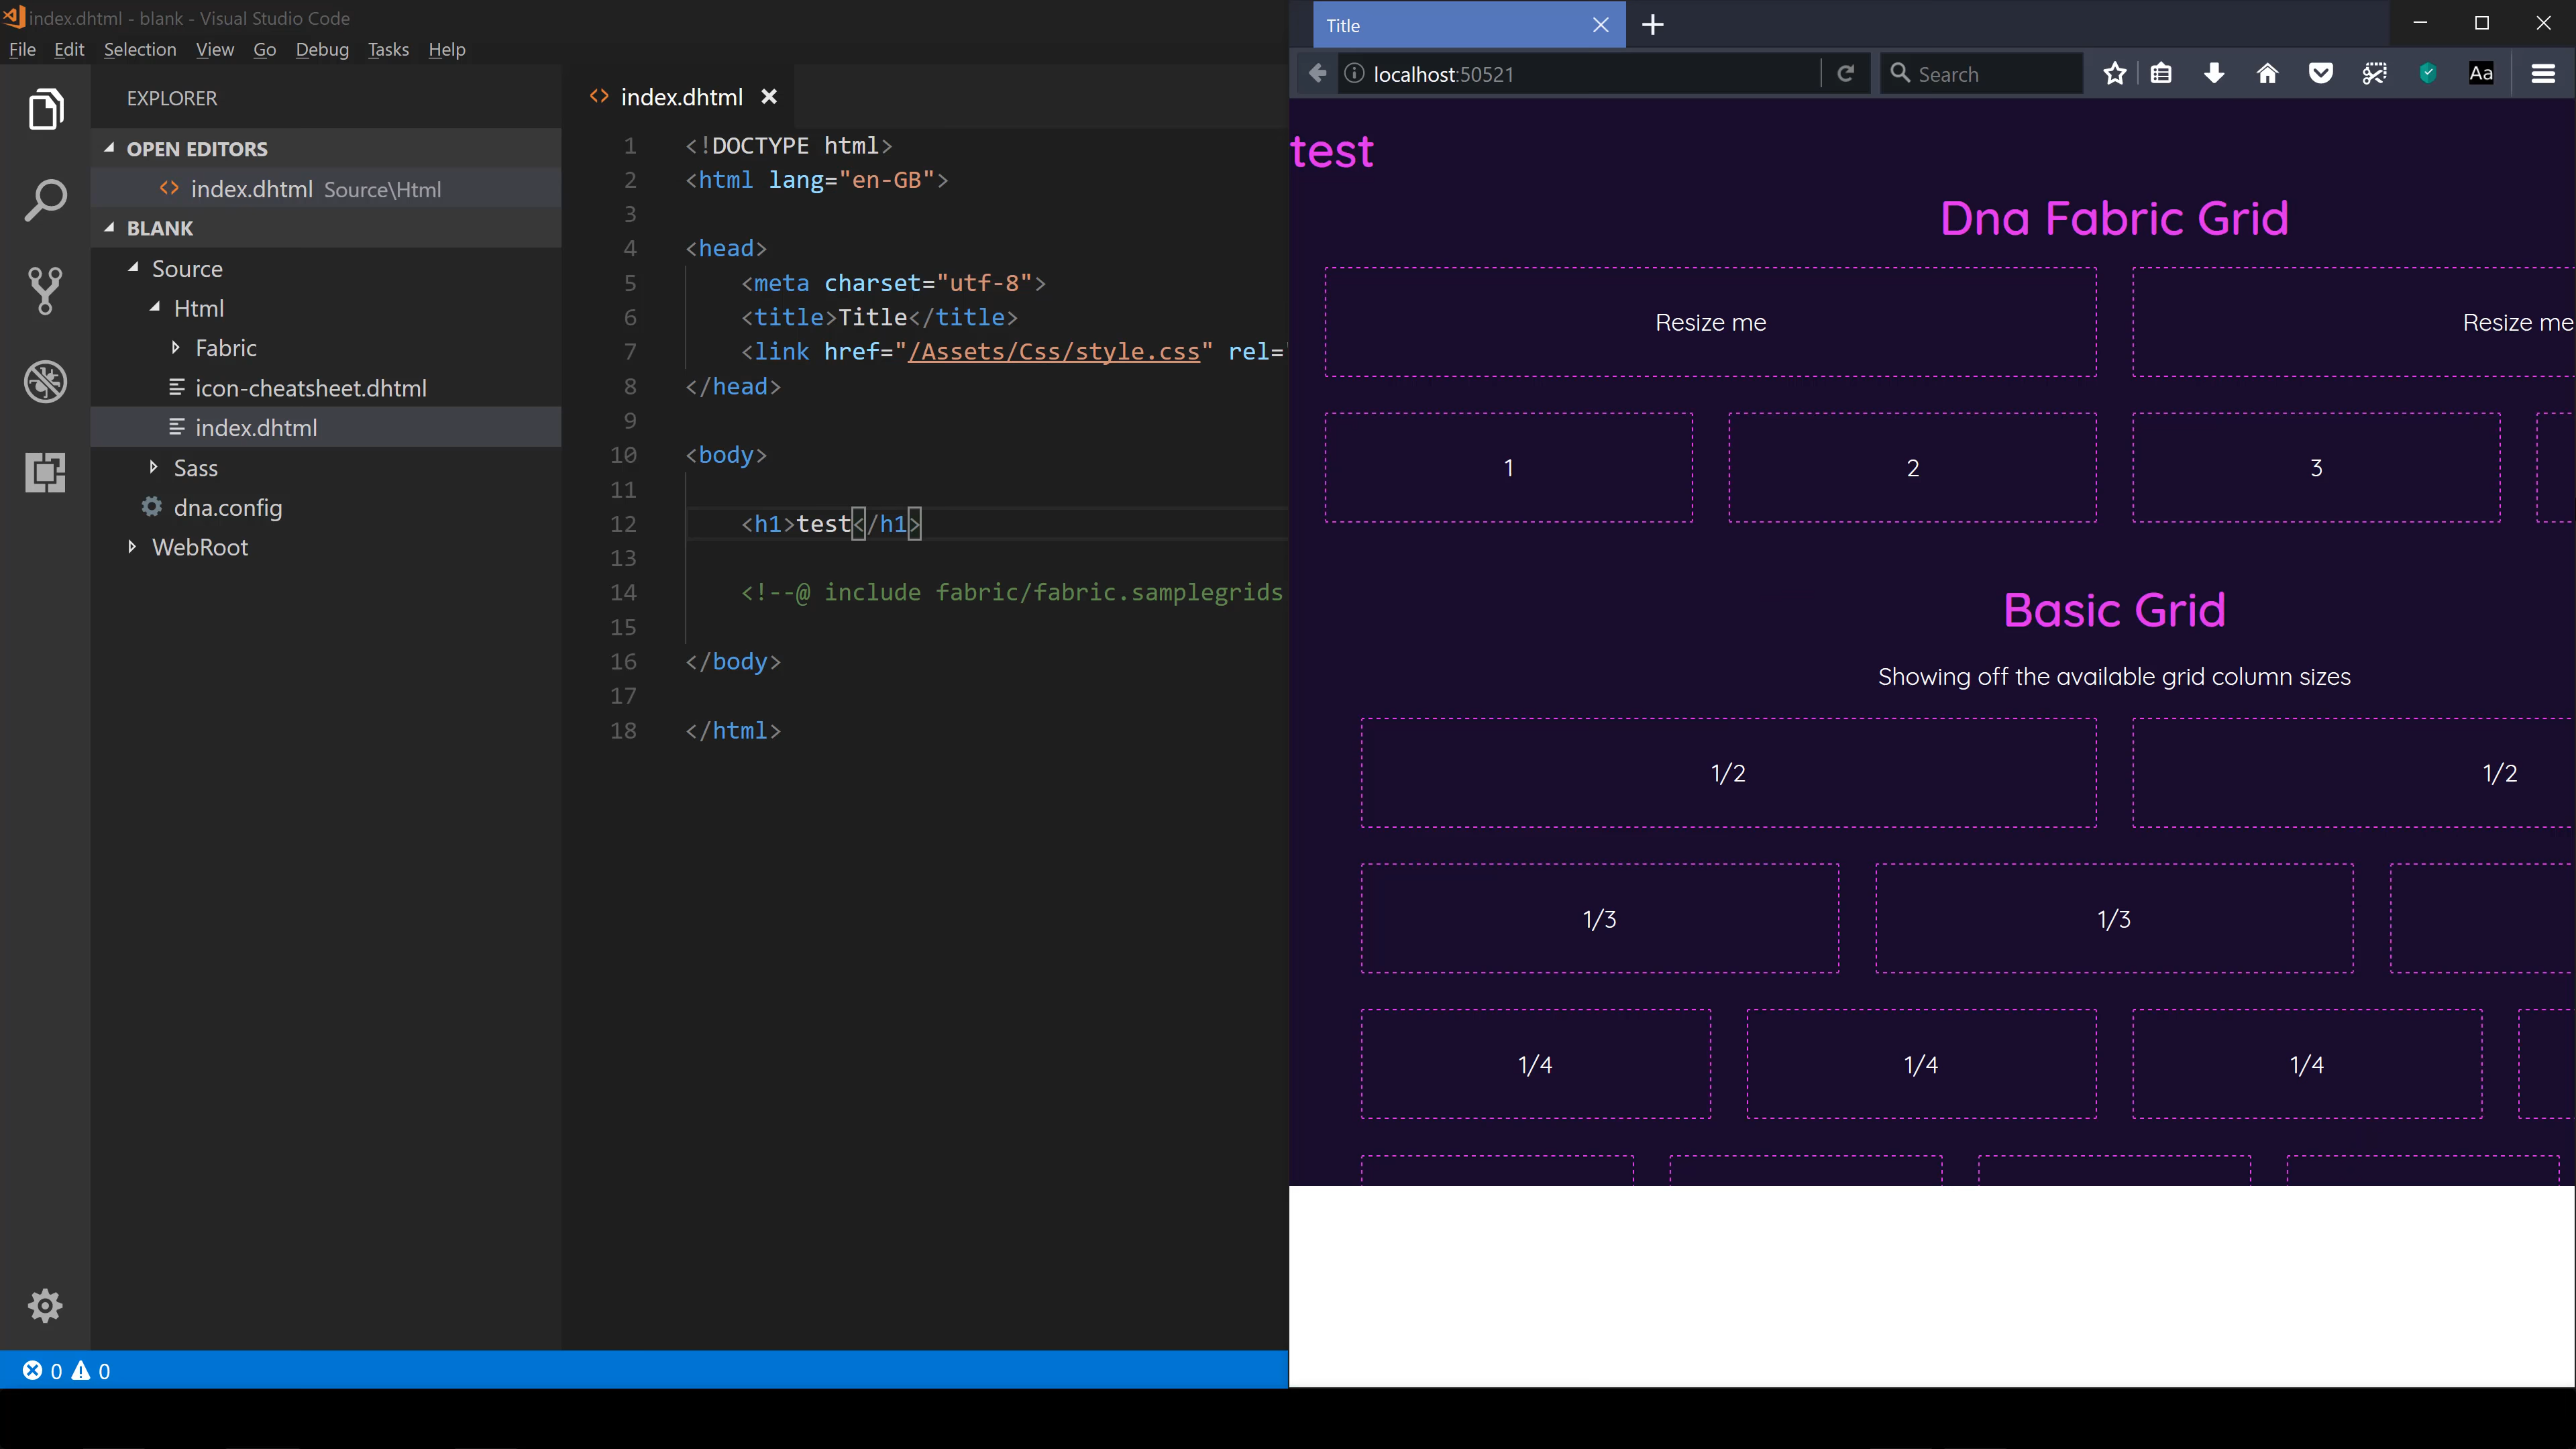 index.dhtml - blank - Visual Studio Code
File Edit Selection View Go Debug Tasks Help
EXPLORER
OPEN EDITORS
index.dhtml Source\Html
BLANK
Source
Html
Fabric
icon-cheatsheet.dhtml
index.dhtml
Sass
dna.config
WebRoot
0 0
index.dhtml
1 <!DOCTYPE html>
2 <html lang="en-GB">
3
4 <head>
5 <meta charset="utf-8">
6 <title>Title</title>
7 <link href="/Assets/Css/style.css" rel="
8 </head>
9
10 <body>
11
12 <h1>test</h1>
13
14 <!--@ include fabric/fabric.samplegrids
15
16 </body>
17
18 </html>
Title
localhost:50521
Search
Aa
test
Dna Fabric Grid
Resize me Resize me
1 2 3
Basic Grid
Showing off the available grid column sizes
1/2 1/2
1/3 1/3
1/4 1/4 1/4